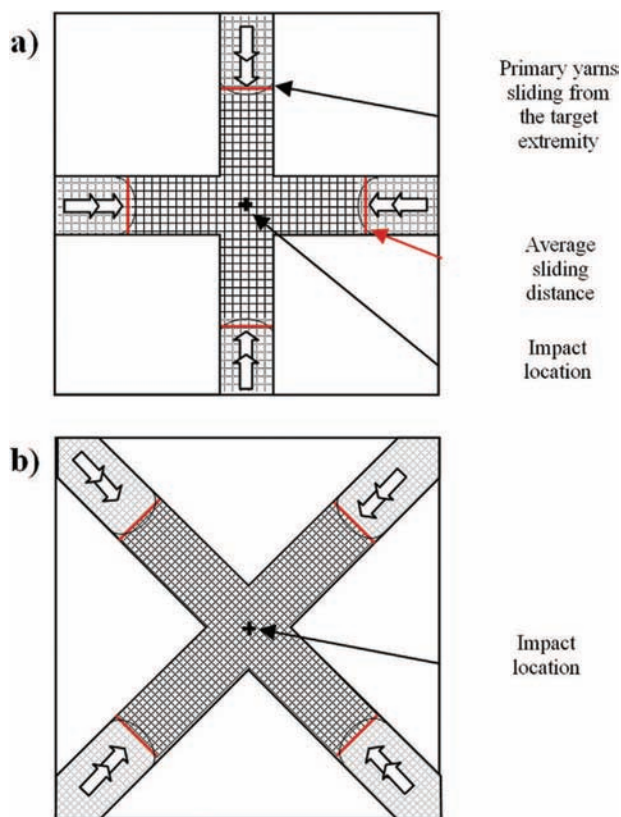 a)
Primary yarns
sliding from
the target
extremity
Average
sliding
distance
Impact
location
b)
Impact
location